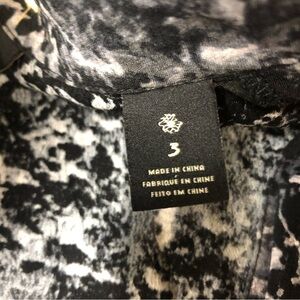 3
MADE IN CHINA
FABRIQUÉ EN CHINE
FEITO EM CHINE